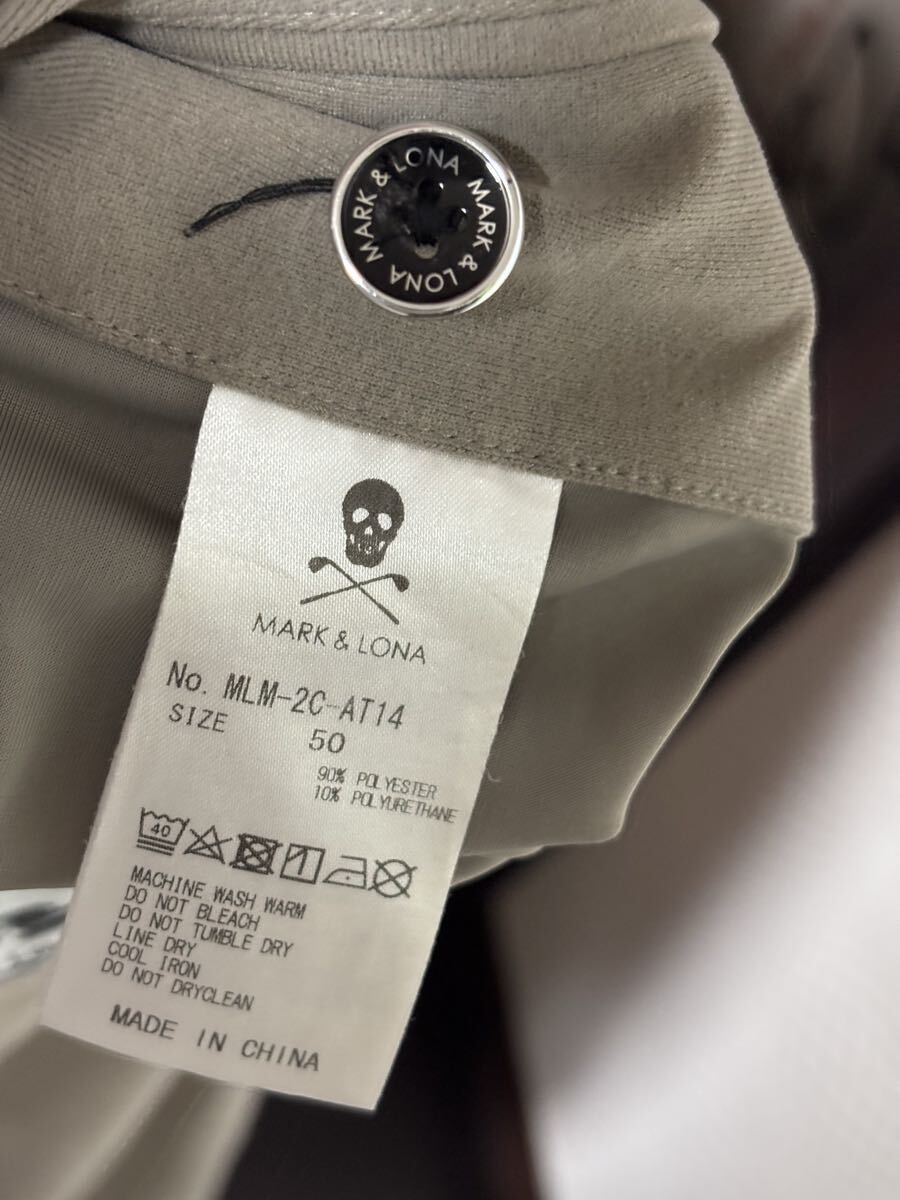 MARK & LONA MARK & LONA
MARK & LONA
No. MLM-2C-AT14
SIZE 50
90% POLYESTER
10% POLYURETHANE
40
MACHINE WASH WARM
DO NOT BLEACH
DO NOT TUMBLE DRY
LINE DRY
COOL IRON
DO NOT DRYCLEAN
MADE IN CHINA